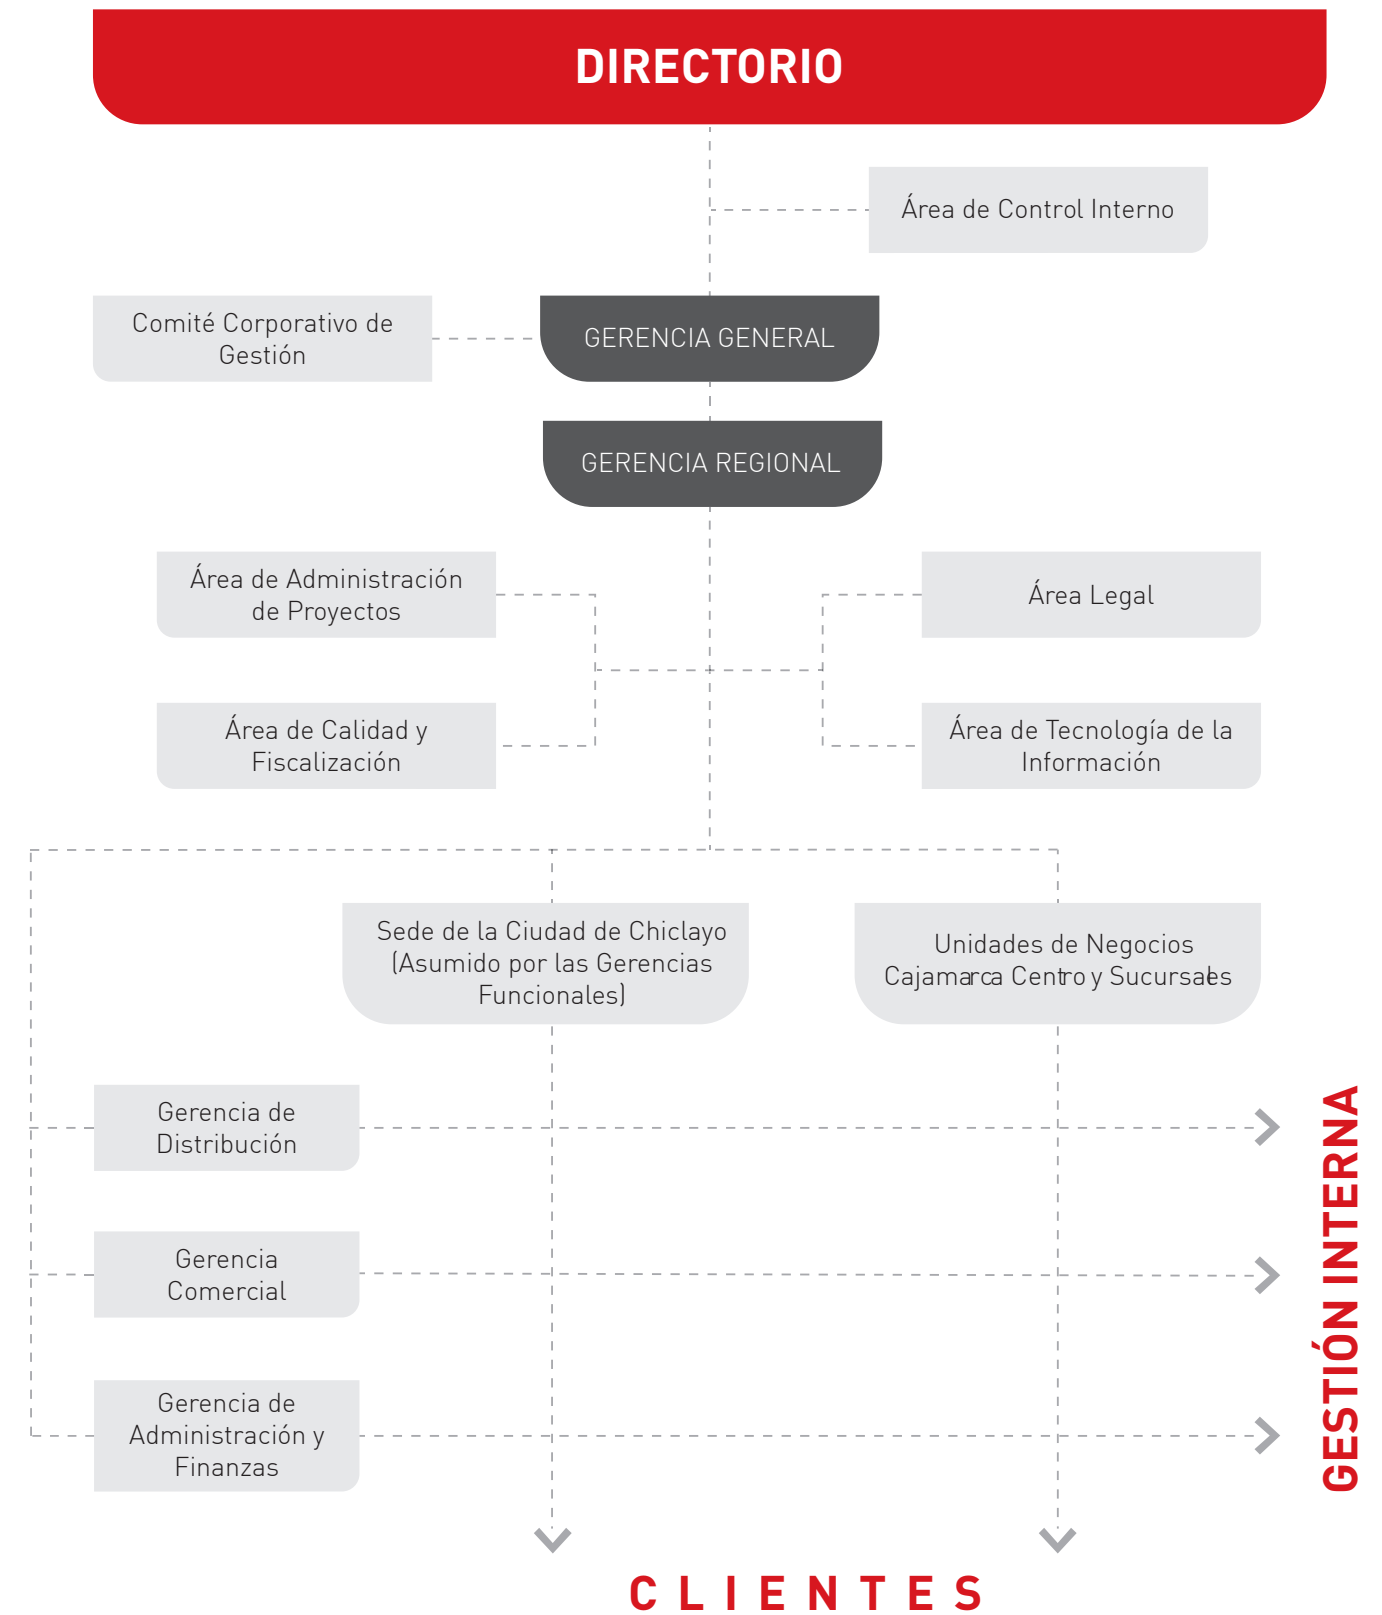 DIRECTORIO
Área de Control Interno
Comité Corporativo de
Gestión
GERENCIA GENERAL
GERENCIA REGIONAL
Área de Administración
de Proyectos
Área Legal
Área de Calidad y
Fiscalización
Área de Tecnología de la
Información
Sede de la Ciudad de Chiclayo
(Asumido por las Gerencias
Funcionales)
Unidades de Negocios
Cajamarca Centro y Sucursales
Gerencia de
Distribución
Gerencia
Comercial
Gerencia de
Administración y
Finanzas
GESTIÓN INTERNA
CLIENTES